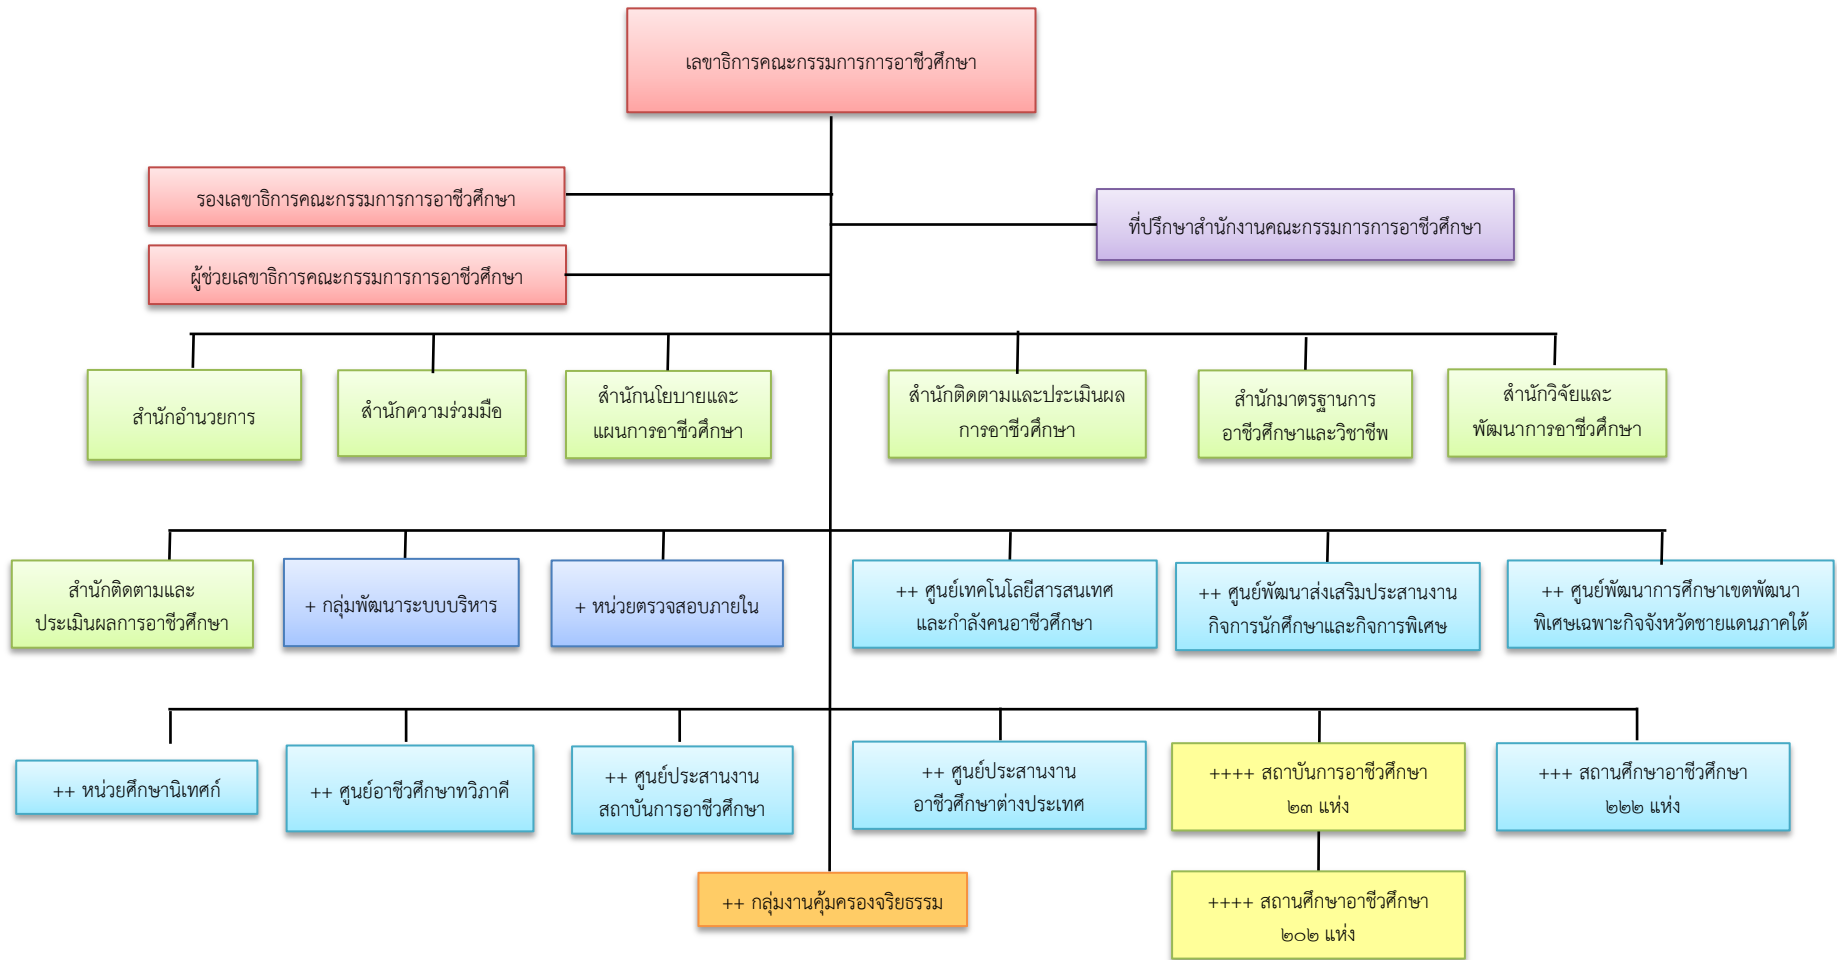 เลขาธิการคณะกรรมการการอาชีวศึกษา
รองเลขาธิการคณะกรรมการการอาชีวศึกษา
ที่ปรึกษาสำนักงานคณะกรรมการการอาชีวศึกษา
ผู้ช่วยเลขาธิการคณะกรรมการการอาชีวศึกษา
สำนักอำนวยการ
สำนักความร่วมมือ
สำนักนโยบายและ
แผนการอาชีวศึกษา
สำนักติดตามและประเมินผล
การอาชีวศึกษา
สำนักมาตรฐานการ
อาชีวศึกษาและวิชาชีพ
สำนักวิจัยและ
พัฒนาการอาชีวศึกษา
สำนักติดตามและ
ประเมินผลการอาชีวศึกษา
+ กลุ่มพัฒนาระบบบริหาร
+ หน่วยตรวจสอบภายใน
++ ศูนย์เทคโนโลยีสารสนเทศ
และกำลังคนอาชีวศึกษา
++ ศูนย์พัฒนาส่งเสริมประสานงาน
กิจการนักศึกษาและกิจการพิเศษ
++ ศูนย์พัฒนาการศึกษาเขตพัฒนา
พิเศษเฉพาะกิจจังหวัดชายแดนภาคใต้
++ หน่วยศึกษานิเทศก์
++ ศูนย์อาชีวศึกษาทวิภาคี
++ ศูนย์ประสานงาน
สถาบันการอาชีวศึกษา
++ ศูนย์ประสานงาน
อาชีวศึกษาต่างประเทศ
++++ สถาบันการอาชีวศึกษา
๒๓ แห่ง
+++ สถานศึกษาอาชีวศึกษา
๒๒๒ แห่ง
++ กลุ่มงานคุ้มครองจริยธรรม
++++ สถานศึกษาอาชีวศึกษา
๒๐๒ แห่ง